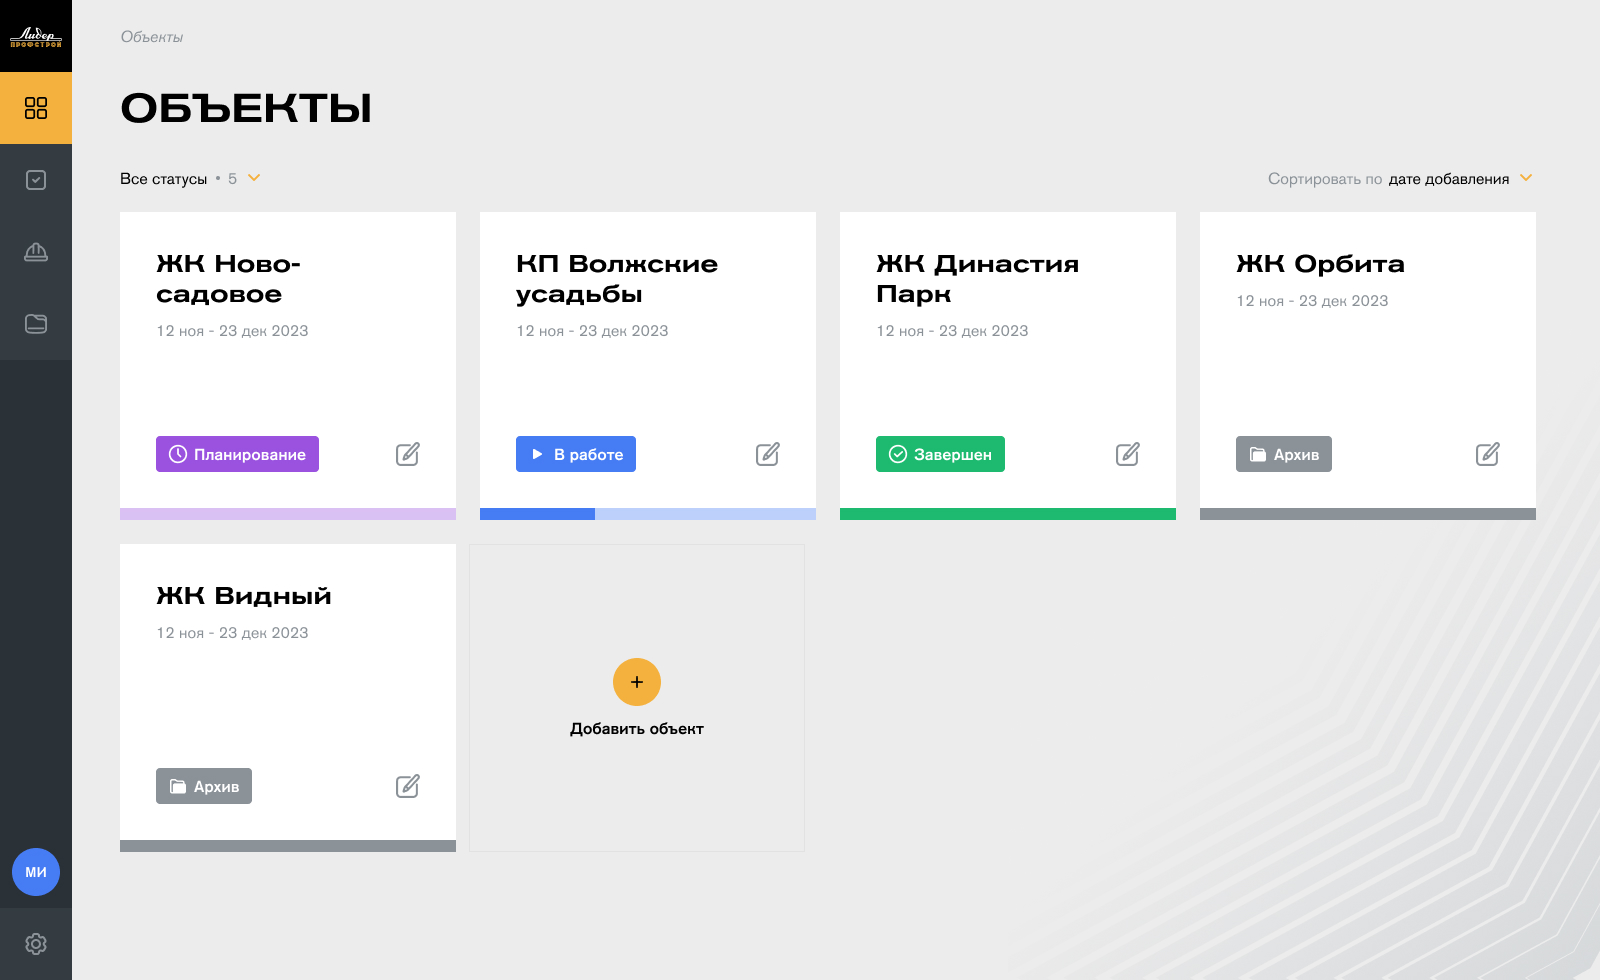 Лидер
ПРОФСТРОЙ
Объекты
ОБЪЕКТЫ
Все статусы • 5
Сортировать по дате добавления
ЖК Ново-
садовое
12 ноя - 23 дек 2023
Планирование
КП Волжские
усадьбы
12 ноя - 23 дек 2023
В работе
ЖК Династия
Парк
12 ноя - 23 дек 2023
Завершен
ЖК Орбита
12 ноя - 23 дек 2023
Архив
ЖК Видный
12 ноя - 23 дек 2023
Архив
Добавить объект
МИ